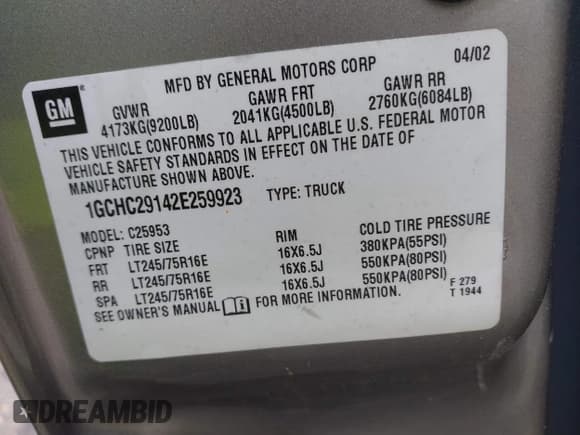 GM
MFD BY GENERAL MOTORS CORP 04/02
GVWR GAWR FRT GAWR RR
4173KG(9200LB) 2041KG(4500LB) 2760KG(6084LB)
THIS VEHICLE CONFORMS TO ALL APPLICABLE U.S. FEDERAL MOTOR
VEHICLE SAFETY STANDARDS IN EFFECT ON THE DATE OF
MANUFACTURE SHOWN ABOVE.
1GCHC29142E259923 TYPE: TRUCK
MODEL: C25953
CPNP TIRE SIZE RIM COLD TIRE PRESSURE
FRT LT245/75R16E 16X6.5J 380KPA(55PSI)
RR LT245/75R16E 16X6.5J 550KPA(80PSI)
SPA LT245/75R16E 16X6.5J 550KPA(80PSI)
SEE OWNER'S MANUAL FOR MORE INFORMATION.
F 279
T 1944
DREAMBID